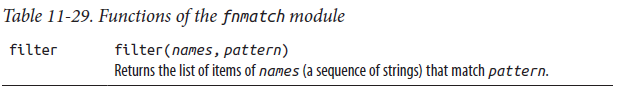 Table 11-29. Functions of the fnmatch module
filter filter(names, pattern)
Returns the list of items of names (a sequence of strings) that match pattern.